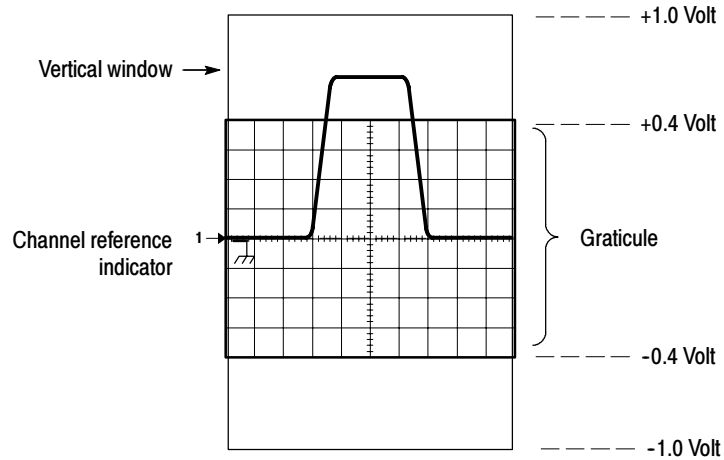 +1.0 Volt
Vertical window
+0.4 Volt
Channel reference
indicator
1
Graticule
-0.4 Volt
-1.0 Volt